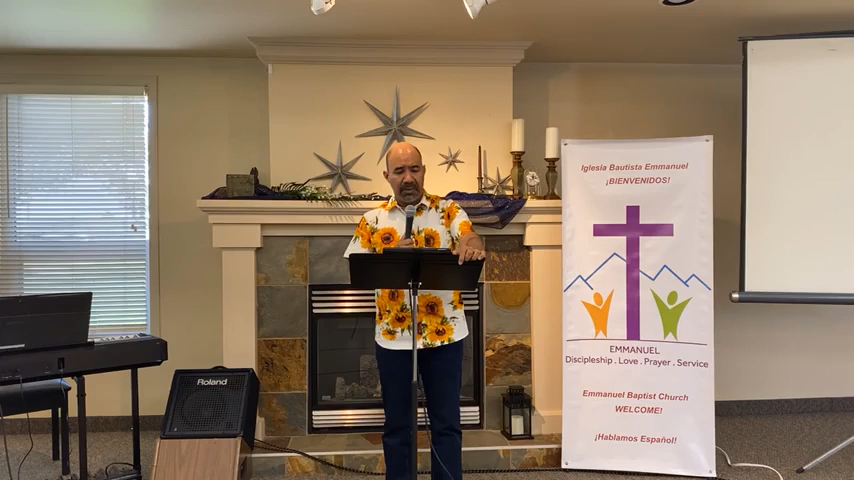 Iglesia Bautista Emmanuel
¡BIENVENIDOS!
EMMANUEL
Discipleship . Love . Prayer . Service
Emmanuel Baptist Church
WELCOME!
¡Hablamos Español!
Roland